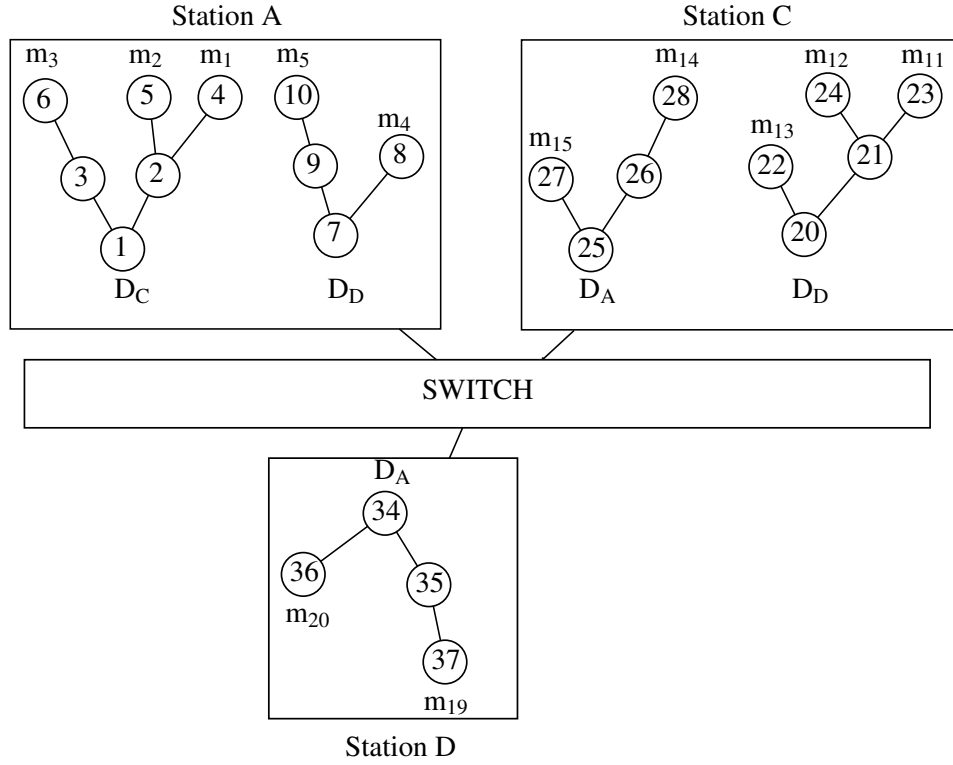 Station A
Station C
m3
m2
m1
m5
m14
m12
m11
6
5
4
10
28
24
23
m4
m15
m13
3
2
9
8
27
26
22
21
1
7
25
20
DC
DD
DA
DD
SWITCH
DA
34
36
35
m20
37
m19
Station D